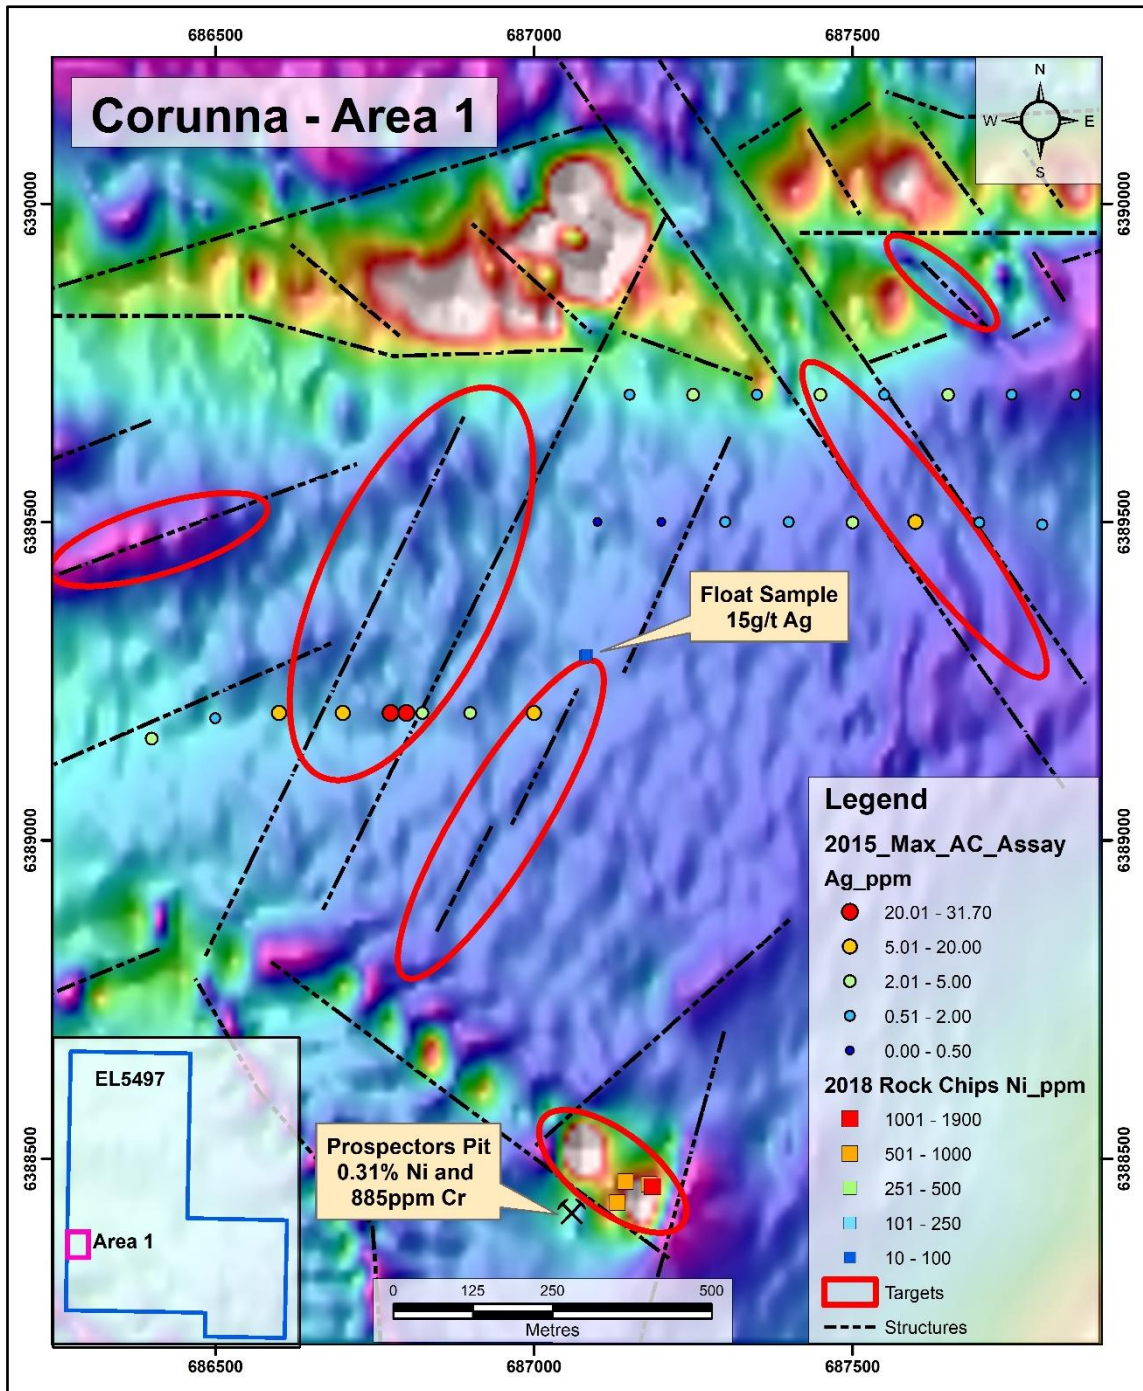 686500
687000
687500
Corunna - Area 1
N
W
E
S
6390000
6390000
6389500
6389500
Float Sample
15g/t Ag
6389000
6389000
Legend
2015_Max_AC_Assay
Ag_ppm
20.01 - 31.70
5.01 - 20.00
2.01 - 5.00
0.51 - 2.00
0.00 - 0.50
2018 Rock Chips Ni_ppm
1001 - 1900
501 - 1000
251 - 500
101 - 250
10 - 100
Targets
Structures
EL5497
Area 1
Prospectors Pit
0.31% Ni and
885ppm Cr
6388500
6388500
0 125 250 500
Metres
686500
687000
687500